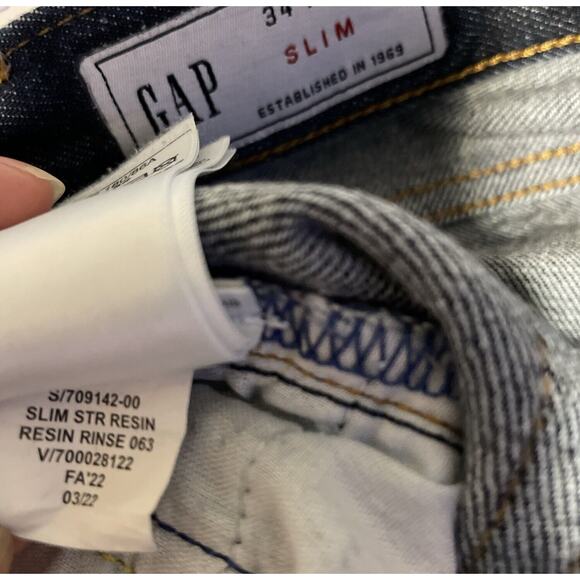 34
SLIM
GAP
ESTABLISHED IN 1969
S/709142-00
SLIM STR RESIN
RESIN RINSE 063
V/700028122
FA'22
03/22